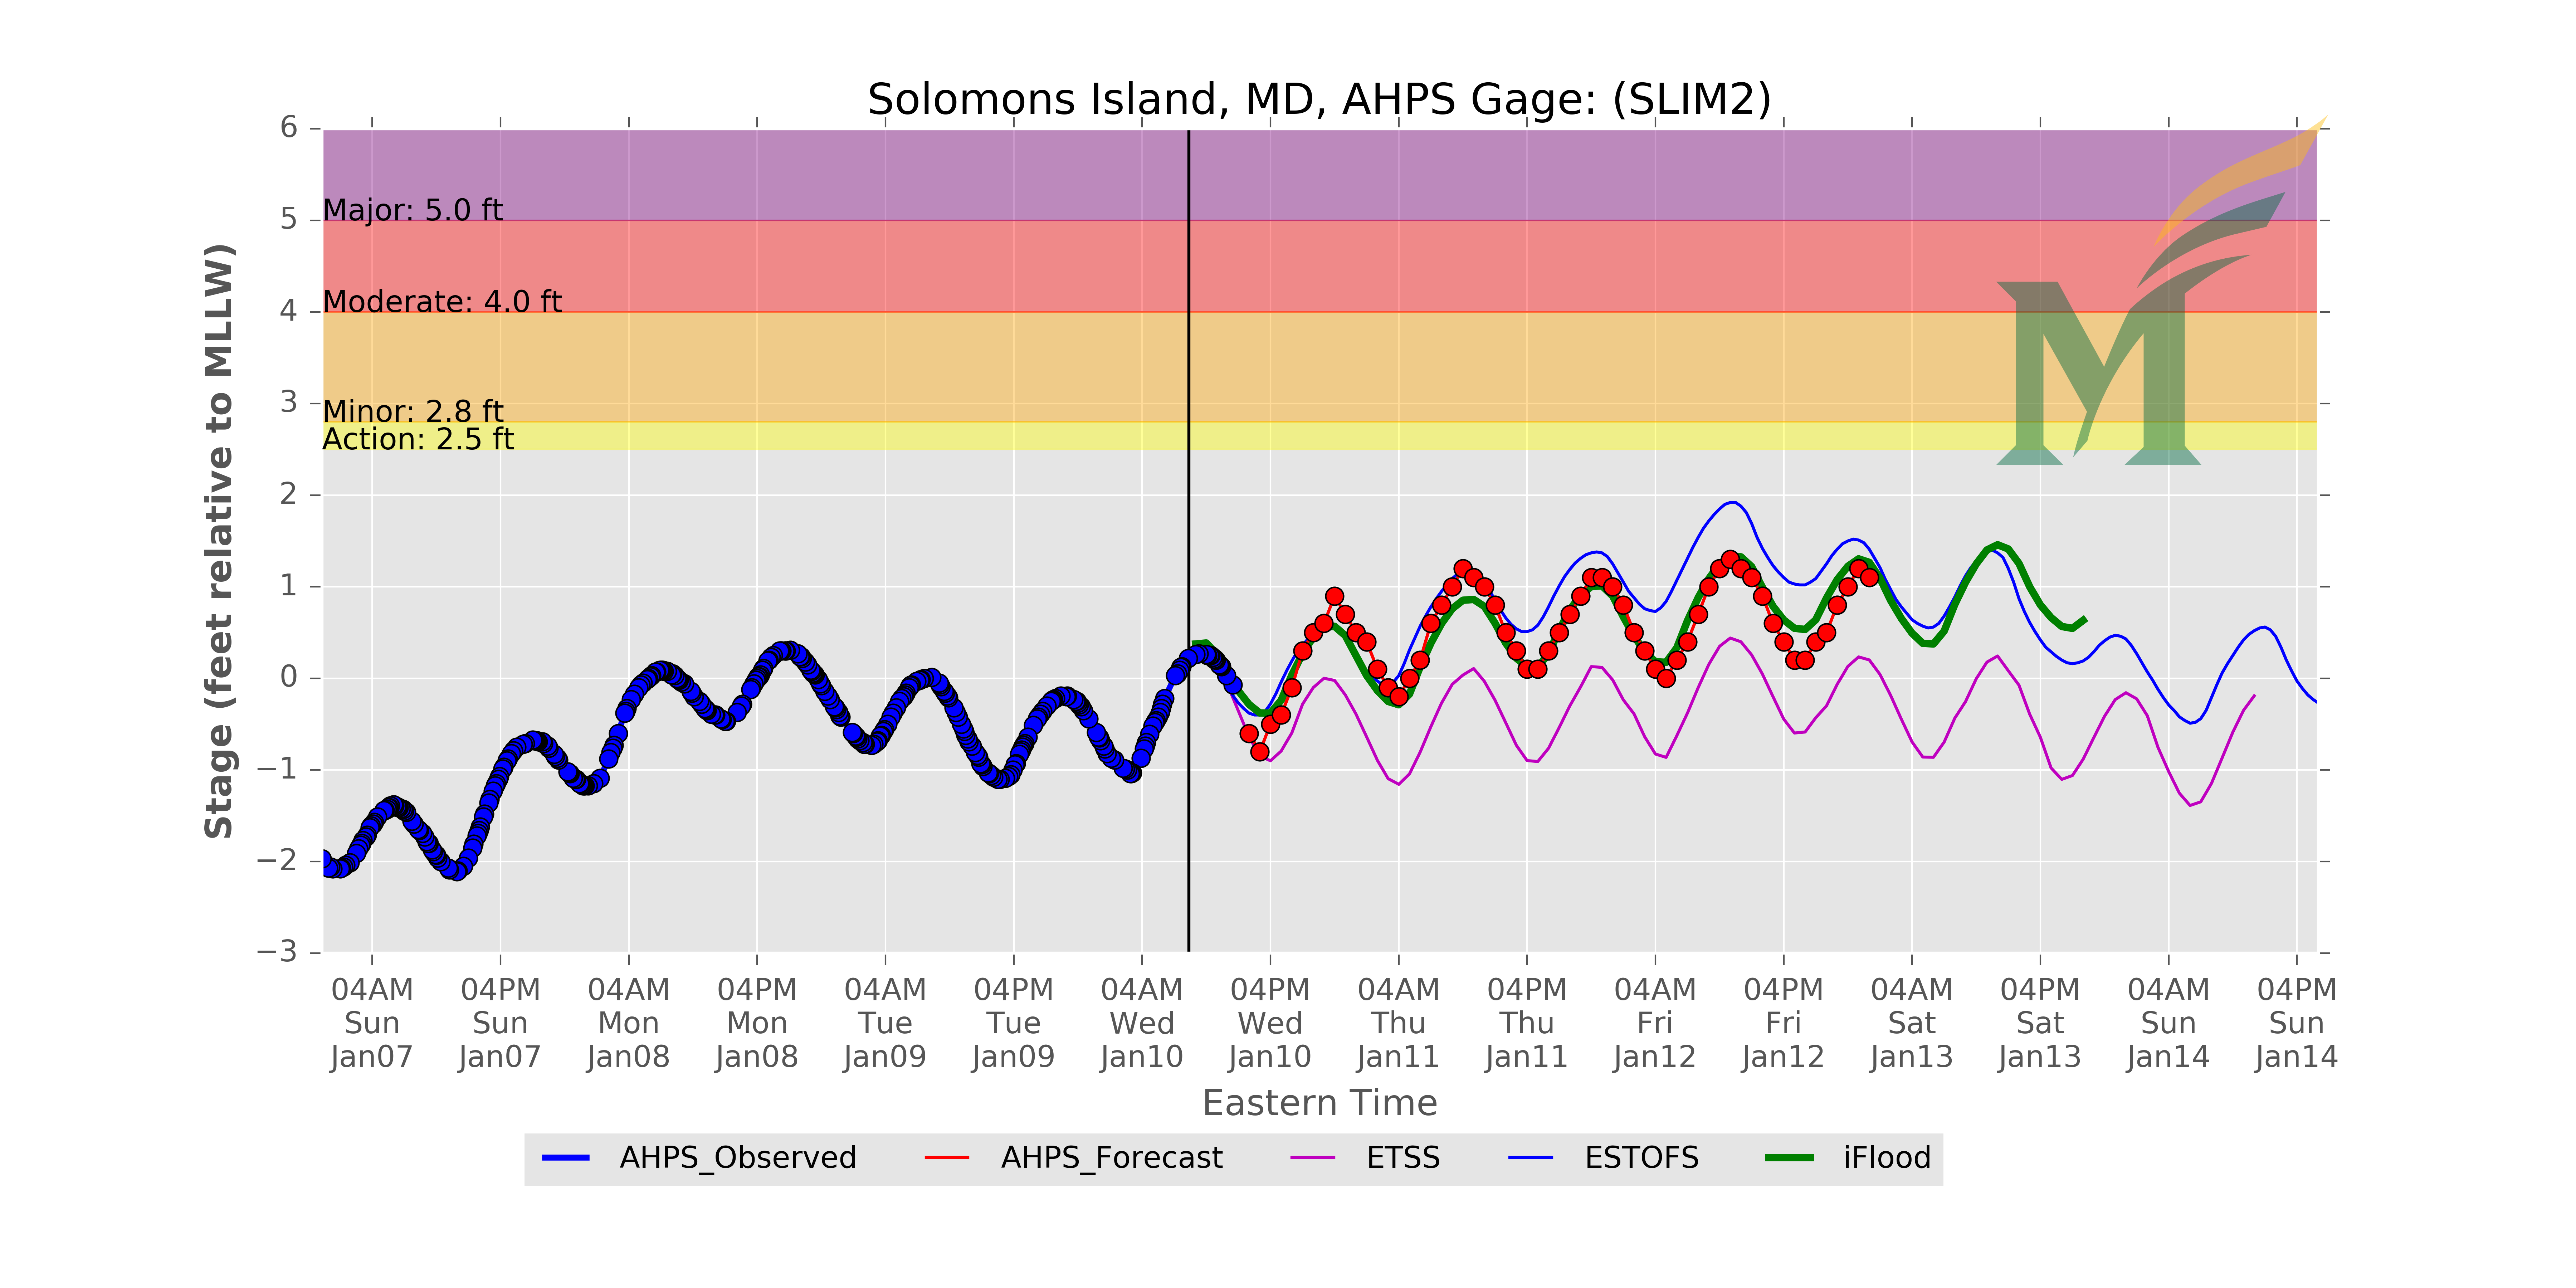 Solomons Island, MD, AHPS Gage: (SLIM2)
Stage (feet relative to MLLW)
6
5
4
3
2
1
0
−1
−2
−3
Major: 5.0 ft
Moderate: 4.0 ft
Minor: 2.8 ft
Action: 2.5 ft
M
04AM 04PM 04AM 04PM 04AM 04PM 04AM 04PM 04AM 04PM 04AM 04PM 04AM 04PM 04AM 04PM
Sun Sun Mon Mon Tue Tue Wed Wed Thu Thu Fri Fri Sat Sat Sun Sun
Jan07 Jan07 Jan08 Jan08 Jan09 Jan09 Jan10 Jan10 Jan11 Jan11 Jan12 Jan12 Jan13 Jan13 Jan14 Jan14
Eastern Time
AHPS_Observed AHPS_Forecast ETSS ESTOFS iFlood